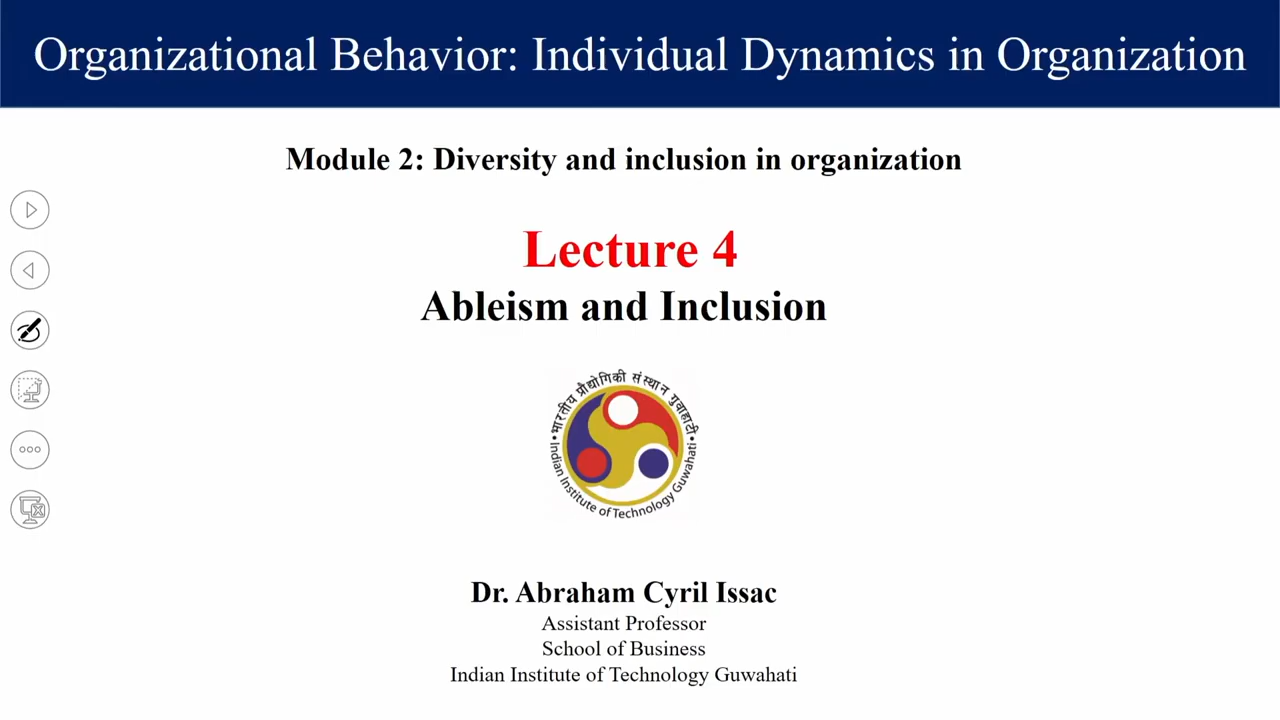 Organizational Behavior: Individual Dynamics in Organization
Module 2: Diversity and inclusion in organization
Lecture 4
Ableism and Inclusion
भारतीय प्रौद्योगिकी संस्थान गुवाहाटी
Indian Institute of Technology Guwahati
Dr. Abraham Cyril Issac
Assistant Professor
School of Business
Indian Institute of Technology Guwahati